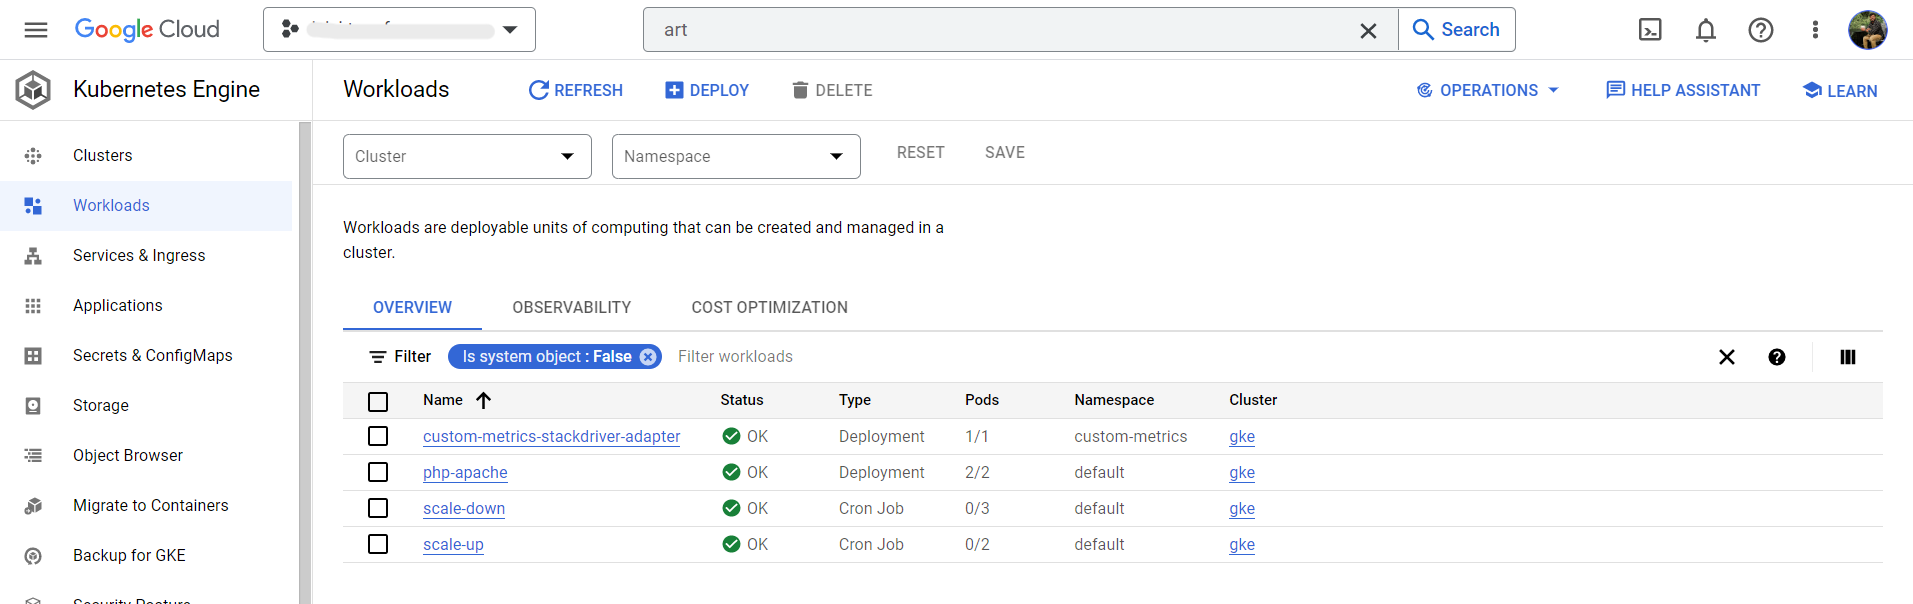 Google Cloud
art
Search
Kubernetes Engine
Workloads
REFRESH
DEPLOY
DELETE
OPERATIONS
HELP ASSISTANT
LEARN
Clusters
Workloads
Services & Ingress
Applications
Secrets & ConfigMaps
Storage
Object Browser
Migrate to Containers
Backup for GKE
Security Posture
Cluster
Namespace
RESET
SAVE
Workloads are deployable units of computing that can be created and managed in a
cluster.
OVERVIEW
OBSERVABILITY
COST OPTIMIZATION
Filter
Is system object : False
Filter workloads
Name Status Type Pods Namespace Cluster
custom-metrics-stackdriver-adapter OK Deployment 1/1 custom-metrics gke
php-apache OK Deployment 2/2 default gke
scale-down OK Cron Job 0/3 default gke
scale-up OK Cron Job 0/2 default gke